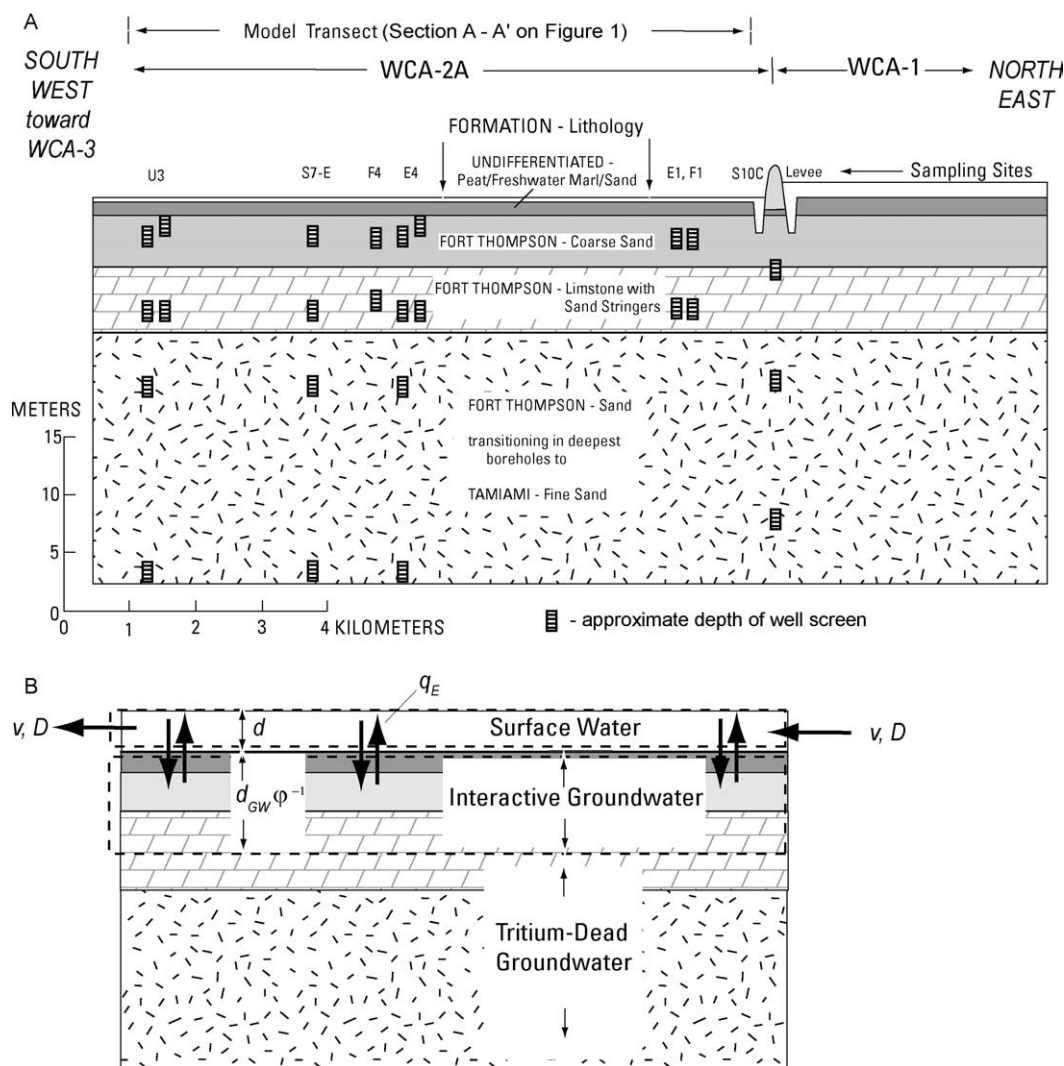 A
Model Transect (Section A - A' on Figure 1)
SOUTH
WEST
toward
WCA-3
WCA-2A
WCA-1
NORTH
EAST
FORMATION - Lithology
UNDIFFERENTIATED -
Peat/Freshwater Marl/Sand
U3
S7-E
F4
E4
E1, F1
S10C
Levee
Sampling Sites
FORT THOMPSON - Coarse Sand
FORT THOMPSON - Limstone with
Sand Stringers
METERS
15
10
5
0
FORT THOMPSON - Sand
transitioning in deepest
boreholes to
TAMIAMI - Fine Sand
0 1 2 3 4 KILOMETERS
- approximate depth of well screen
B
qE
v, D
d
Surface Water
v, D
dGW φ⁻¹
Interactive Groundwater
Tritium-Dead
Groundwater